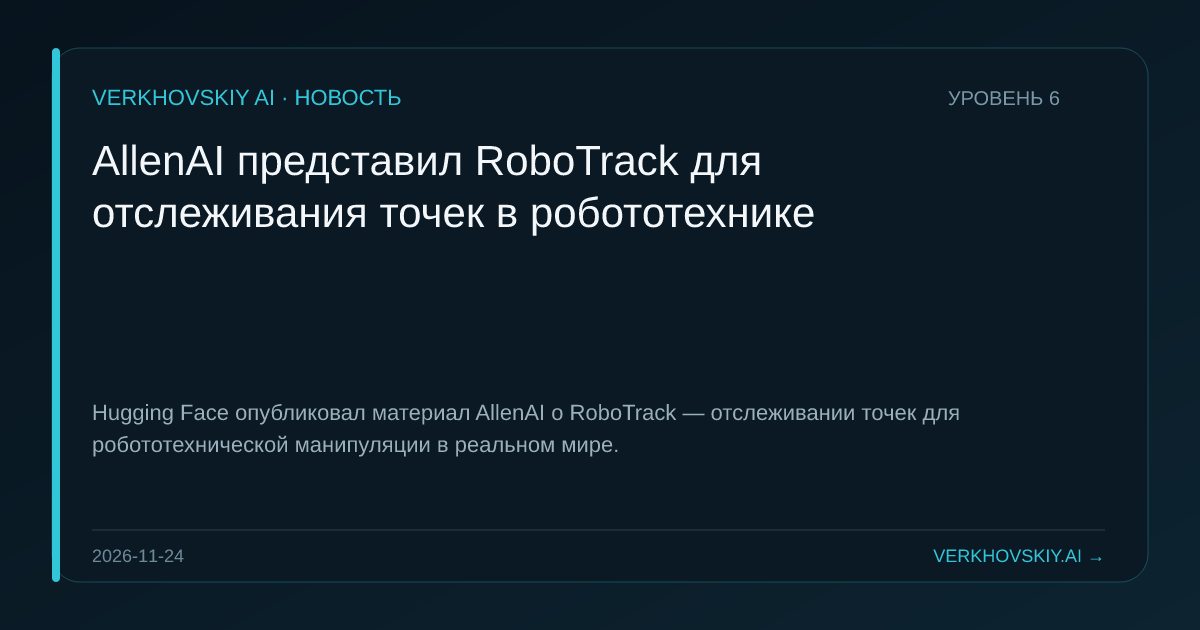 VERKHOVSKIY AI · НОВОСТЬ
УРОВЕНЬ 6
AllenAI представил RoboTrack для
отслеживания точек в робототехнике
Hugging Face опубликовал материал AllenAI о RoboTrack — отслеживании точек для
робототехнической манипуляции в реальном мире.
2026-11-24
VERKHOVSKIY.AI →